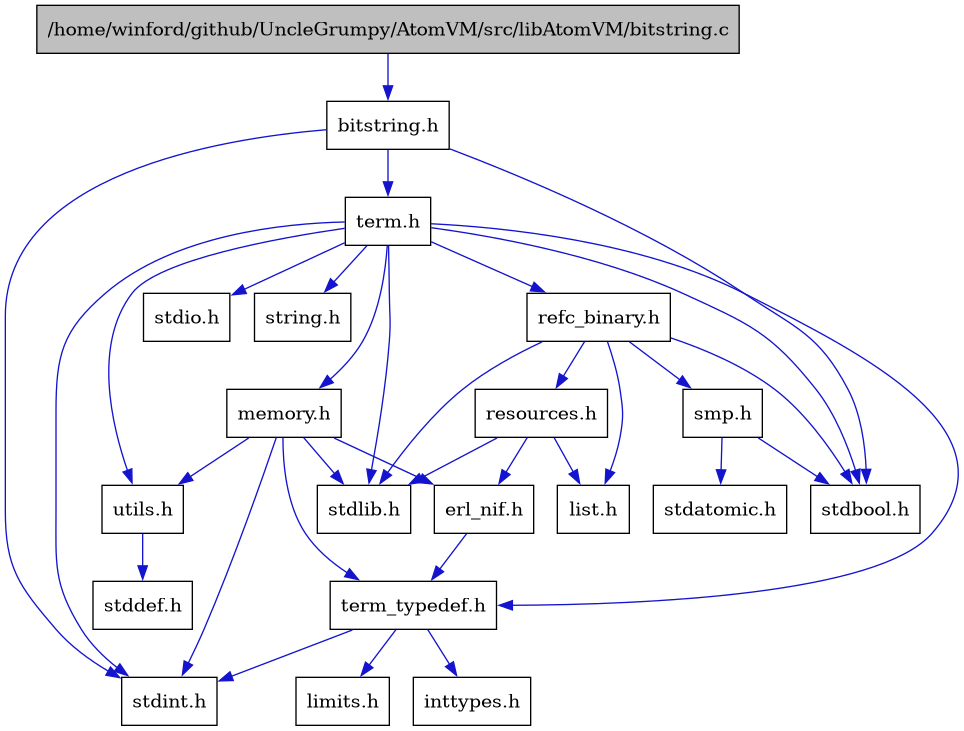 /home/winford/github/UncleGrumpy/AtomVM/src/libAtomVM/bitstring.c
bitstring.h
term.h
stdio.h
string.h
refc_binary.h
memory.h
resources.h
smp.h
utils.h
stdlib.h
erl_nif.h
list.h
stdatomic.h
stdbool.h
stddef.h
term_typedef.h
stdint.h
limits.h
inttypes.h